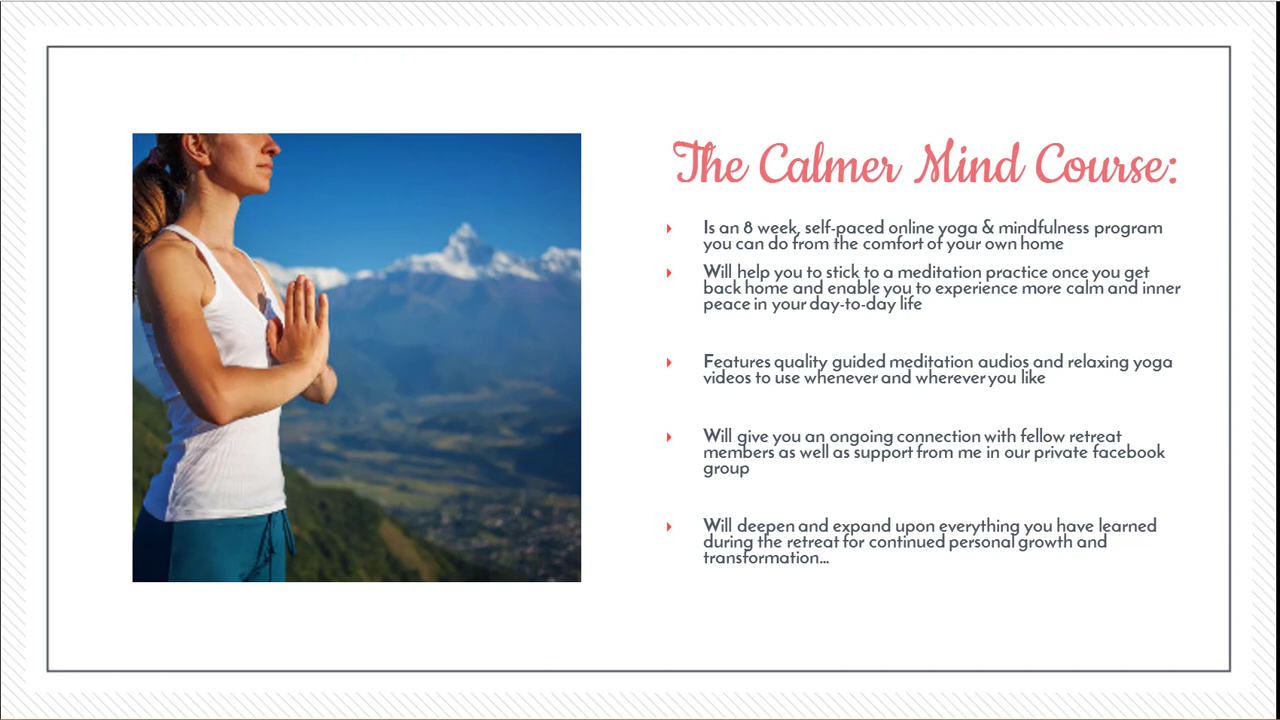 The Calmer Mind Course:
Is an 8 week, self-paced online yoga & mindfulness program
you can do from the comfort of your own home
Will help you to stick to a meditation practice once you get
back home and enable you to experience more calm and inner
peace in your day-to-day life
Features quality guided meditation audios and relaxing yoga
videos to use whenever and wherever you like
Will give you an ongoing connection with fellow retreat
members as well as support from me in our private facebook
group
Will deepen and expand upon everything you have learned
during the retreat for continued personal growth and
transformation...